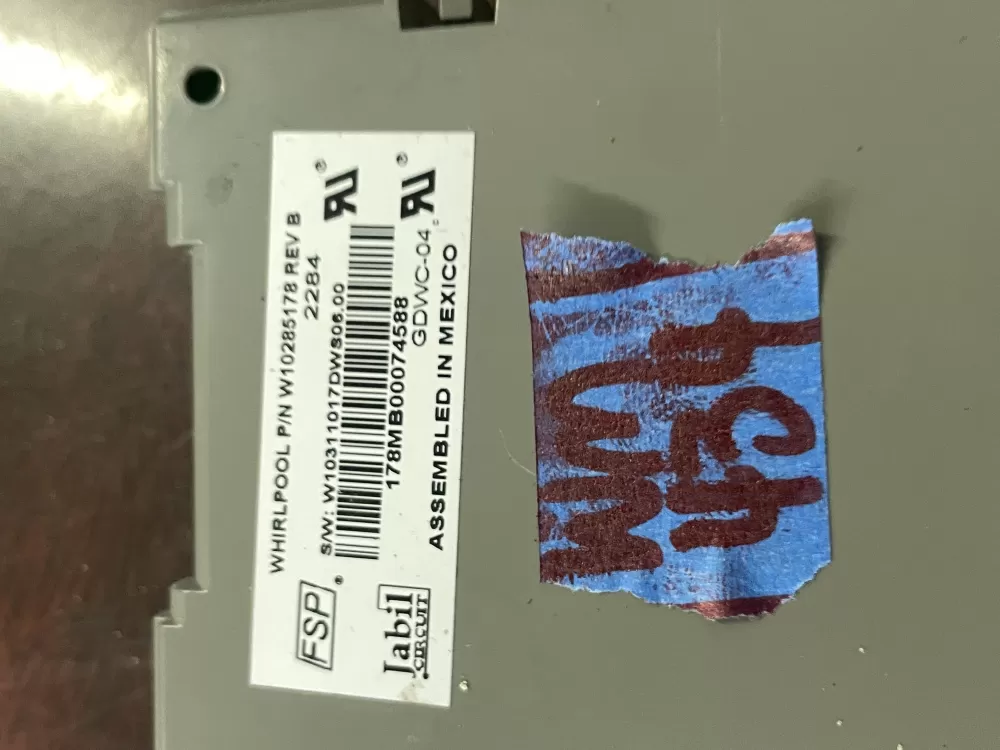 WHIRLPOOL P/N W10285178 REV B
2284
S/W: W10311017DWS06.00
178MB00074588
GDWC-04
ASSEMBLED IN MEXICO
FSP®
Jabil
CIRCUIT